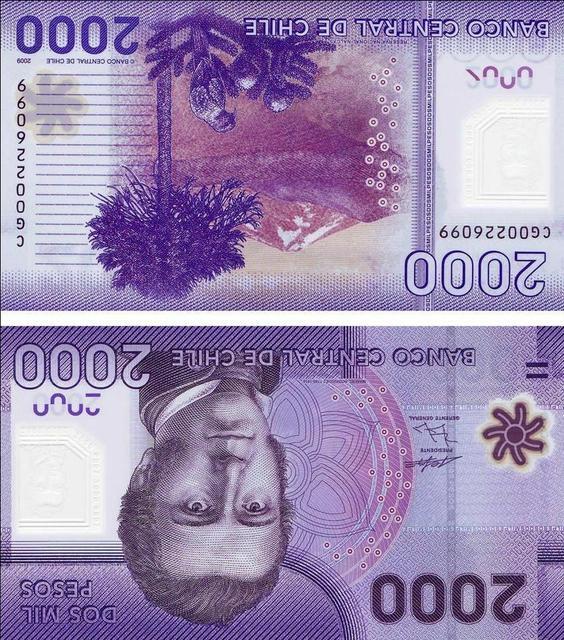 2000
DOS MIL
PESOS
PRESIDENTE
GERENTE GENERAL
2000
BANCO CENTRAL DE CHILE
2000
2000
CG00226099
CG00226099
2000
BANCO CENTRAL DE CHILE
© BANCO CENTRAL DE CHILE 2009
2000